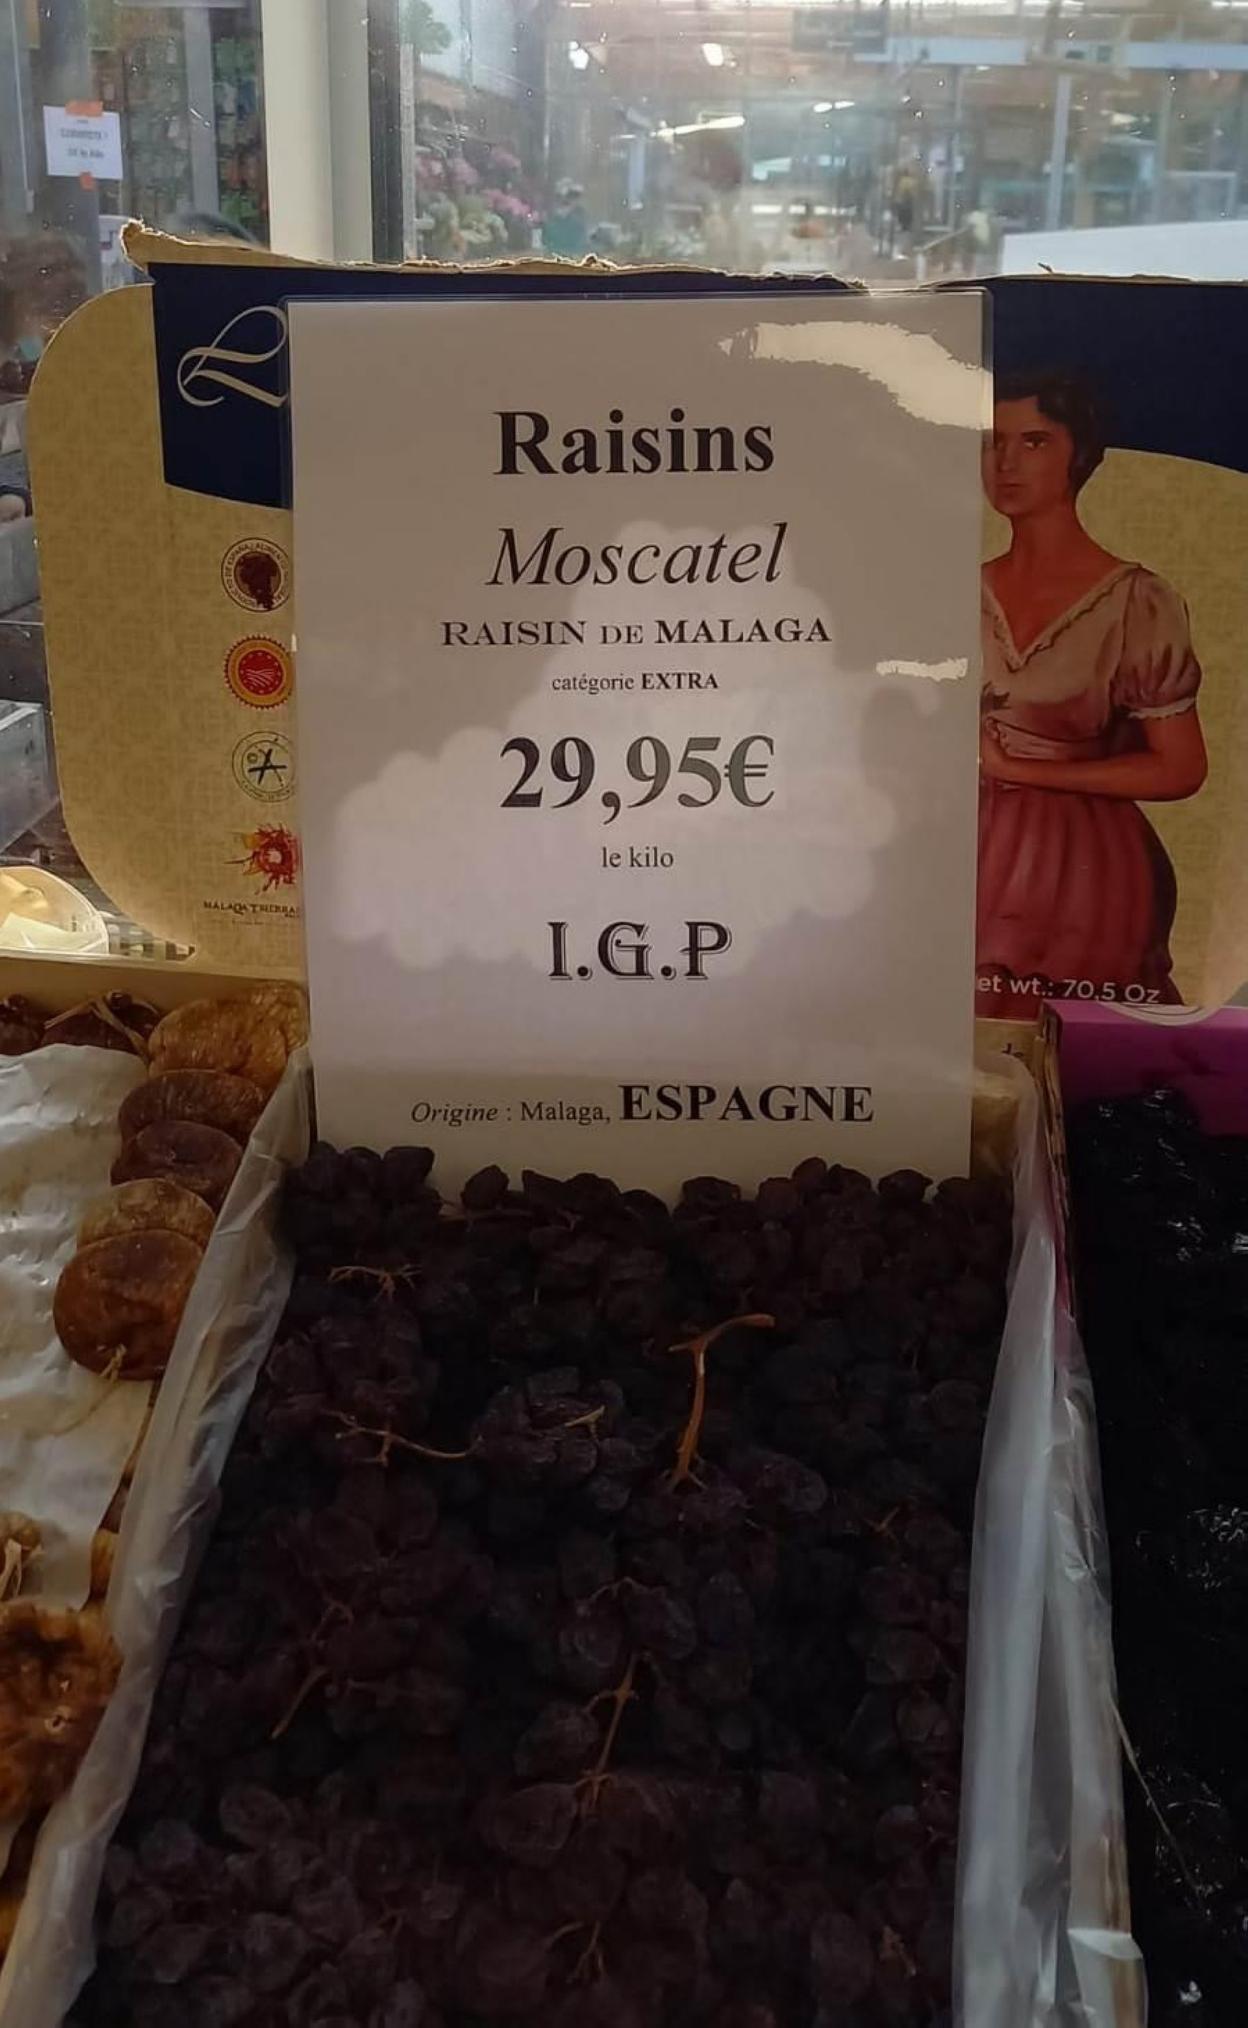 Raisins
Moscatel
RAISIN DE MALAGA
catégorie EXTRA
29,95€
le kilo
I.G.P
Origine : Malaga, ESPAGNE
MALAGA
et wt.: 70,5 Oz